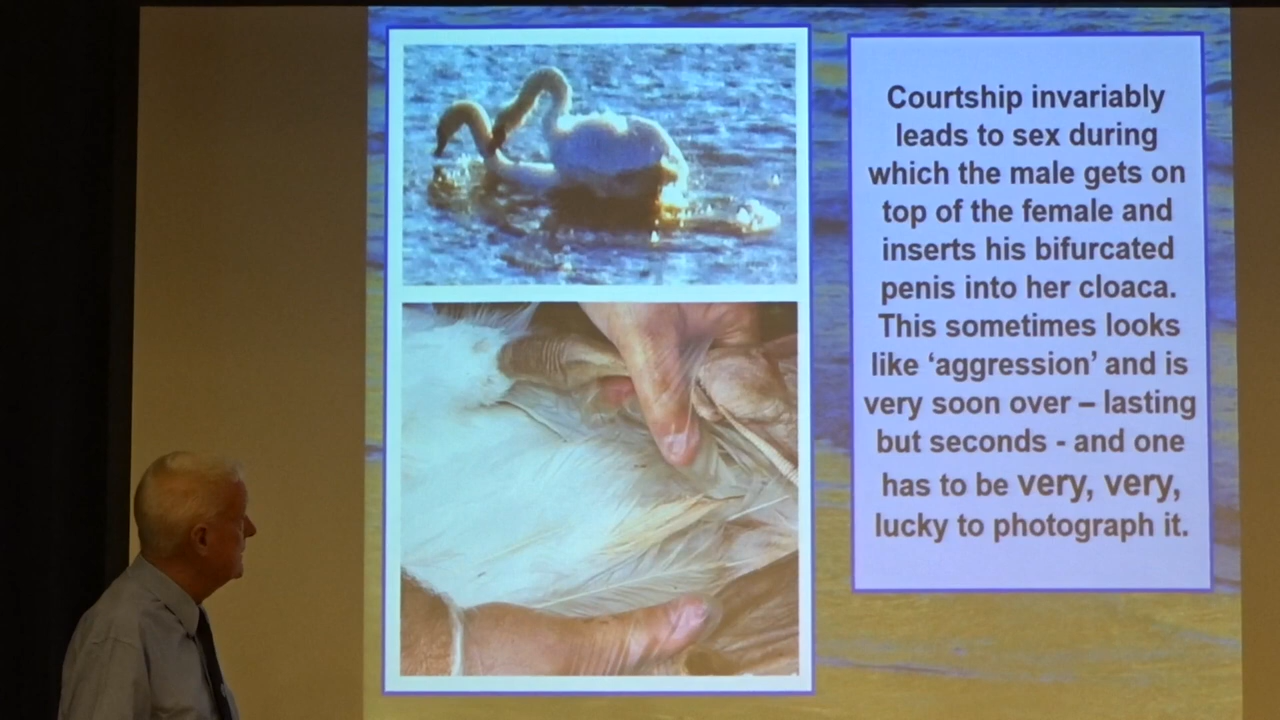 Courtship invariably
leads to sex during
which the male gets on
top of the female and
inserts his bifurcated
penis into her cloaca.
This sometimes looks
like ‘aggression’ and is
very soon over – lasting
but seconds - and one
has to be very, very,
lucky to photograph it.